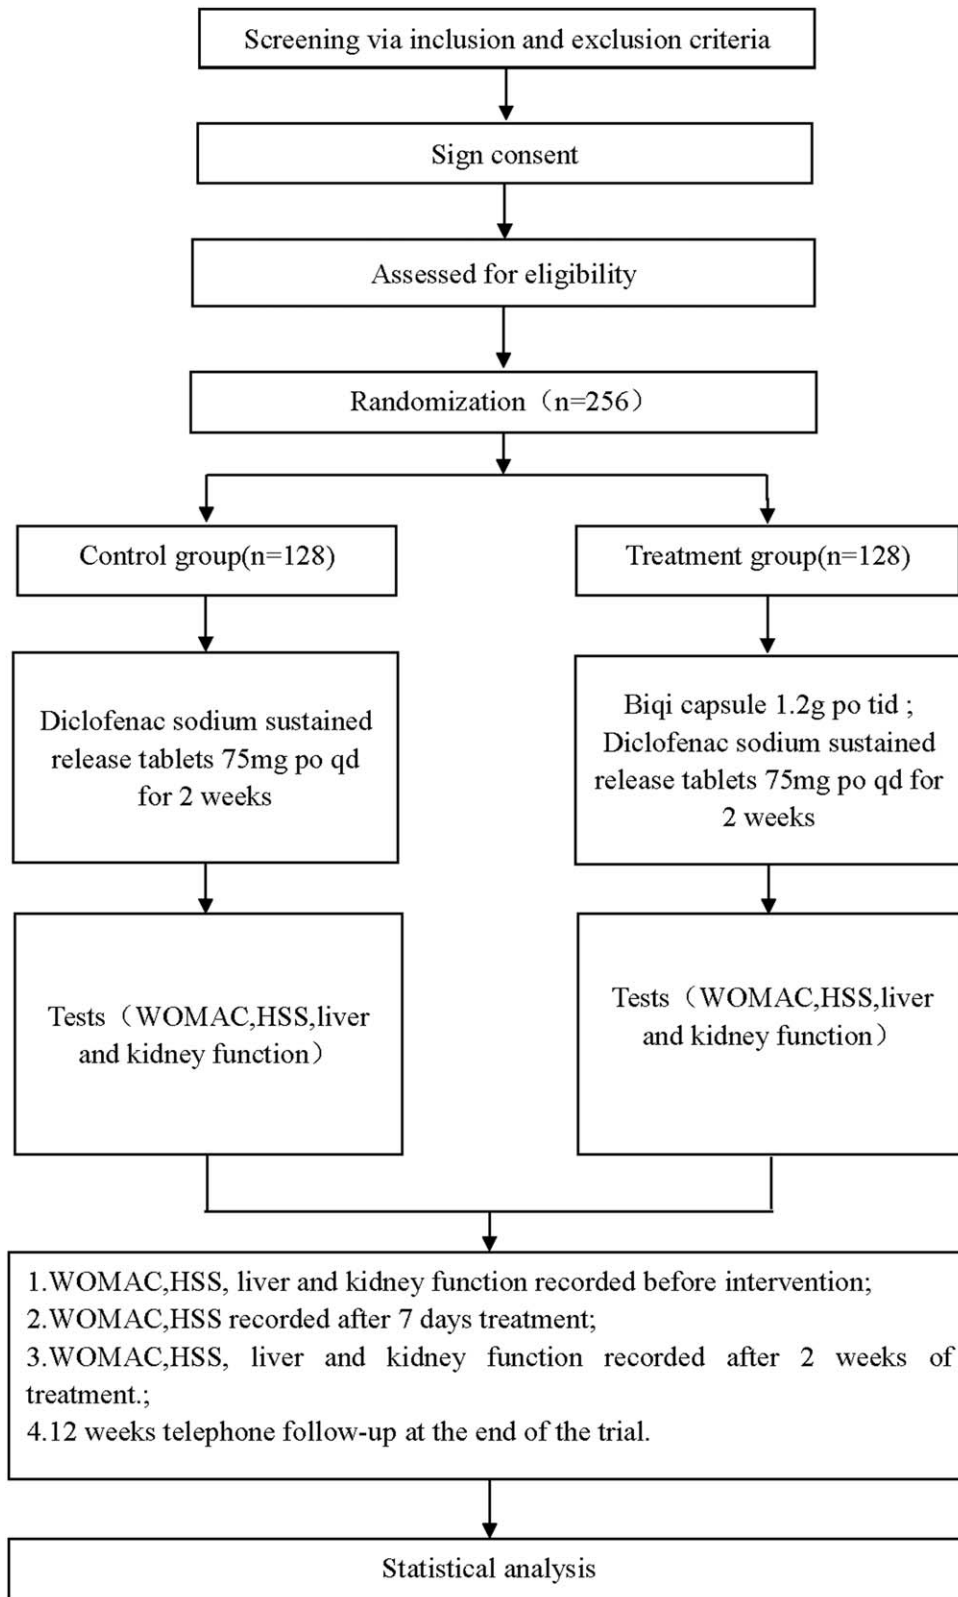 Screening via inclusion and exclusion criteria
Sign consent
Assessed for eligibility
Randomization（n=256）
Control group(n=128)
Treatment group(n=128)
Diclofenac sodium sustained
release tablets 75mg po qd
for 2 weeks
Biqi capsule 1.2g po tid ;
Diclofenac sodium sustained
release tablets 75mg po qd for
2 weeks
Tests（WOMAC,HSS,liver
and kidney function）
Tests（WOMAC,HSS,liver
and kidney function）
1.WOMAC,HSS, liver and kidney function recorded before intervention;
2.WOMAC,HSS recorded after 7 days treatment;
3.WOMAC,HSS, liver and kidney function recorded after 2 weeks of
treatment.;
4.12 weeks telephone follow-up at the end of the trial.
Statistical analysis